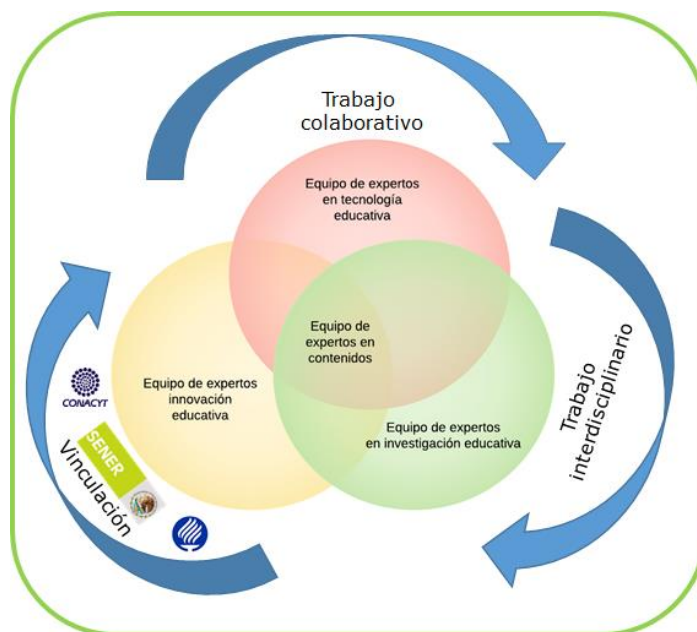 Trabajo
colaborativo
Equipo de expertos
en tecnología
educativa
Equipo de
expertos en
contenidos
Equipo de expertos
innovación
educativa
Equipo de expertos
en investigación educativa
Trabajo
interdisciplinario
CONACYT
SENER
Vinculación